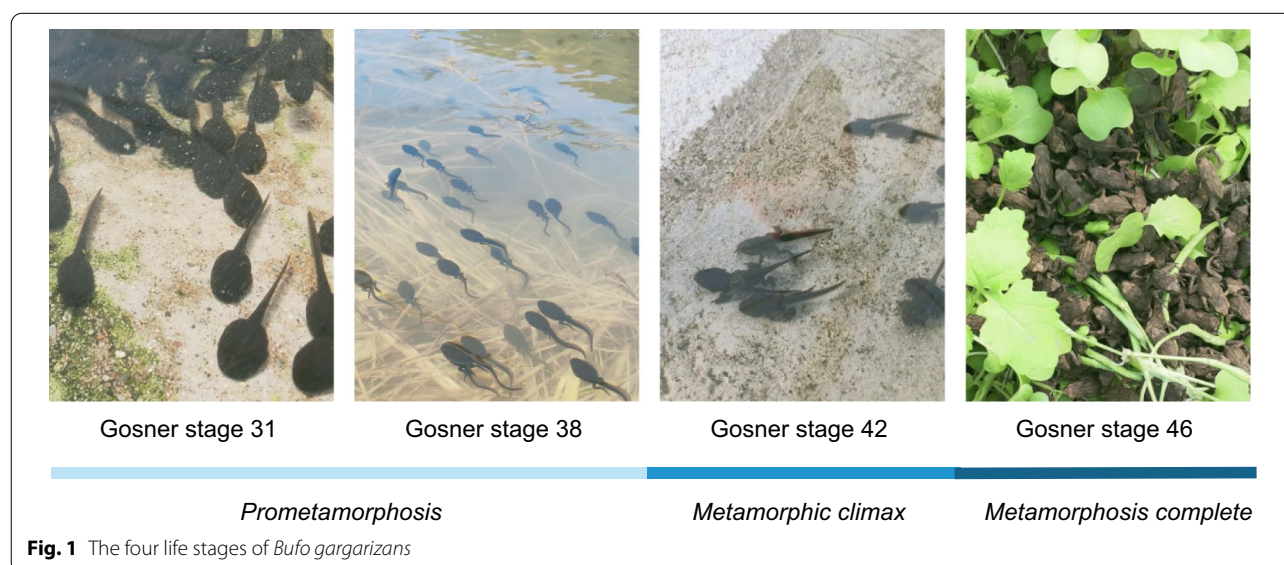 Gosner stage 31 Gosner stage 38 Gosner stage 42 Gosner stage 46
Prometamorphosis Metamorphic climax Metamorphosis complete
Fig. 1 The four life stages of Bufo gargarizans